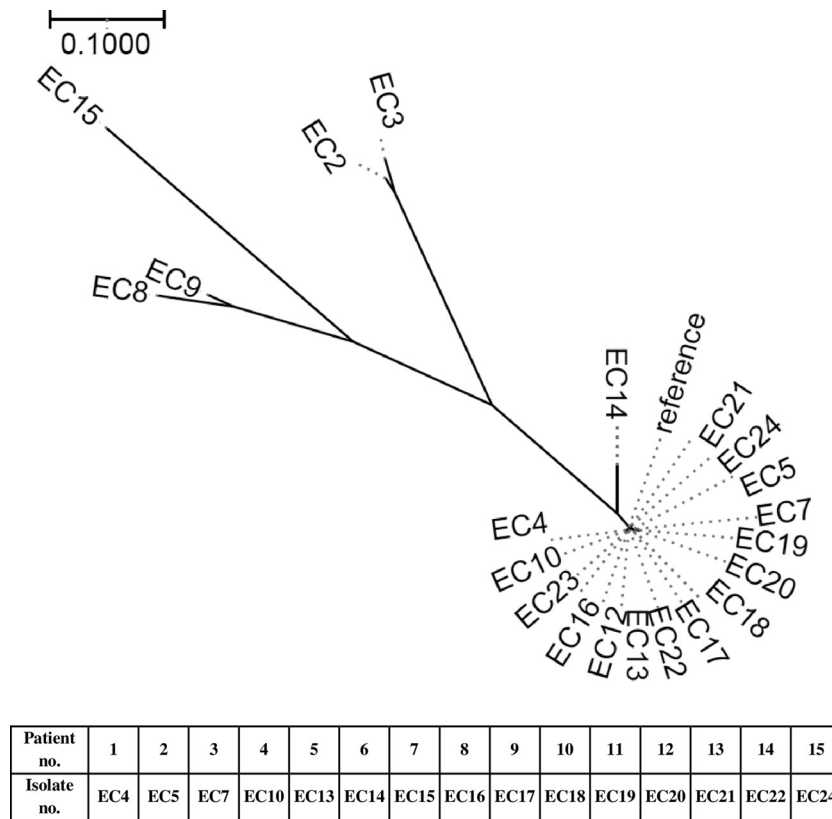 0.1000
EC15
EC3
EC2
EC9
EC8
EC14
reference
EC21
EC24
EC5
EC7
EC19
EC20
EC18
EC17
EC22
EC13
EC12
EC16
EC23
EC10
EC4
Patient no. 1 2 3 4 5 6 7 8 9 10 11 12 13 14 15
Isolate no. EC4 EC5 EC7 EC10 EC13 EC14 EC15 EC16 EC17 EC18 EC19 EC20 EC21 EC22 EC24